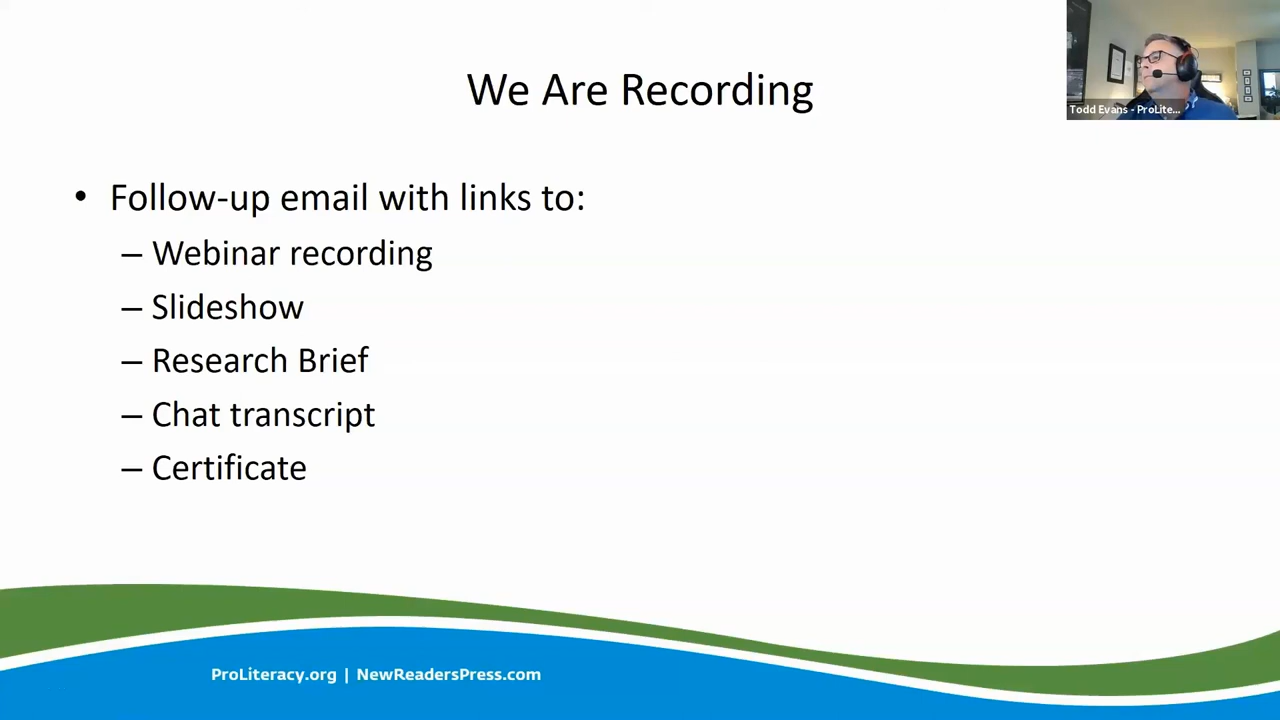 We Are Recording
Todd Evans - ProLite...
• Follow-up email with links to:
– Webinar recording
– Slideshow
– Research Brief
– Chat transcript
– Certificate
ProLiteracy.org | NewReadersPress.com